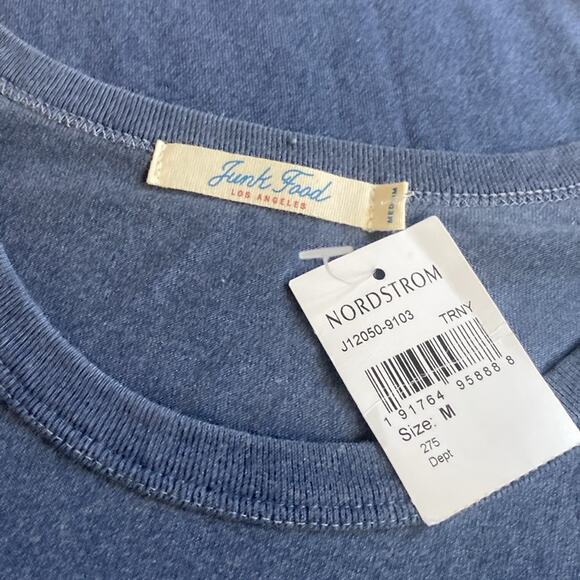 Junk Food
LOS ANGELES
MEDIUM
NORDSTROM
J12050-9103 TRNY
1 91764 95888 8
Size: M
275
Dept